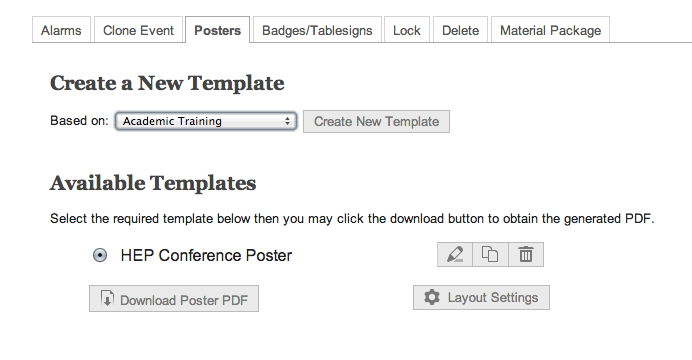 Alarms Clone Event Posters Badges/Tablesigns Lock Delete Material Package
Create a New Template
Based on: Academic Training Create New Template
Available Templates
Select the required template below then you may click the download button to obtain the generated PDF.
HEP Conference Poster
Download Poster PDF Layout Settings